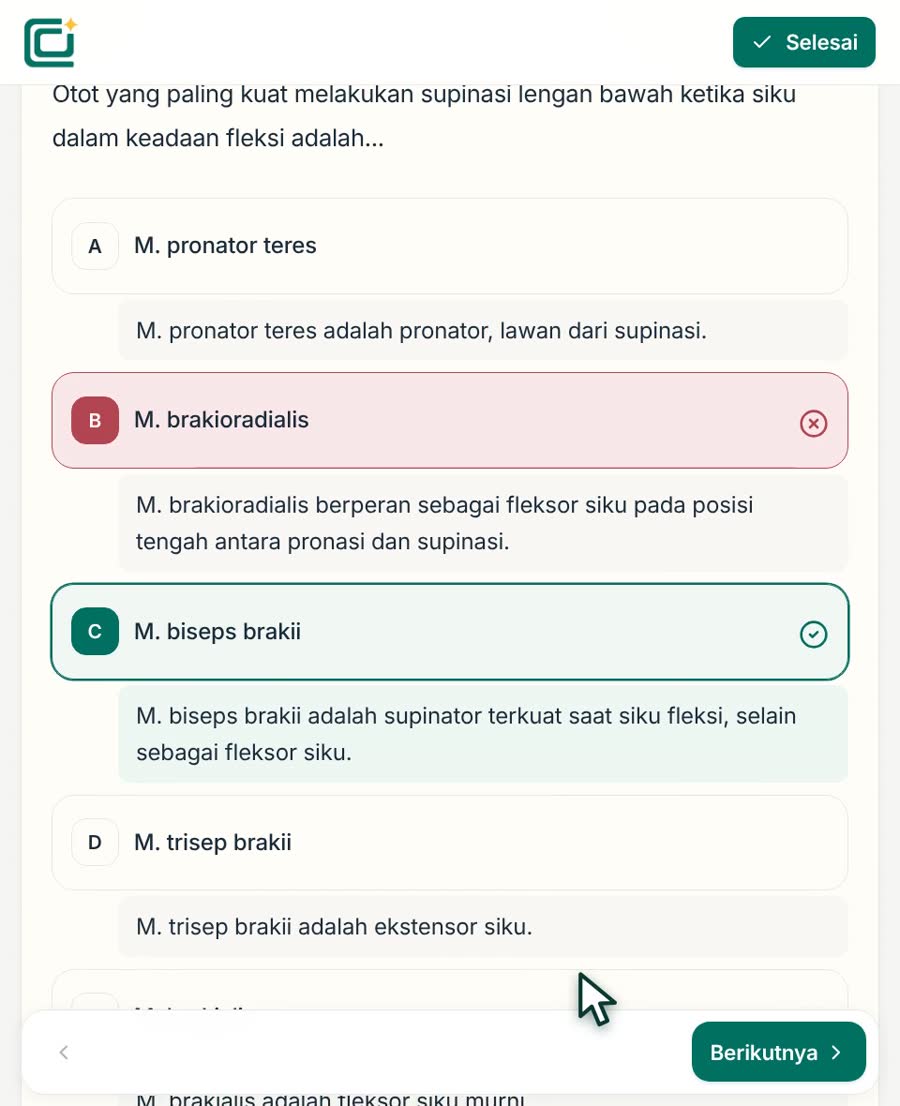 Selesai
Otot yang paling kuat melakukan supinasi lengan bawah ketika siku
dalam keadaan fleksi adalah...
A M. pronator teres
M. pronator teres adalah pronator, lawan dari supinasi.
B M. brakioradialis
M. brakioradialis berperan sebagai fleksor siku pada posisi
tengah antara pronasi dan supinasi.
C M. biseps brakii
M. biseps brakii adalah supinator terkuat saat siku fleksi, selain
sebagai fleksor siku.
D M. trisep brakii
M. trisep brakii adalah ekstensor siku.
Berikutnya
M. brakialis adalah fleksor siku murni.